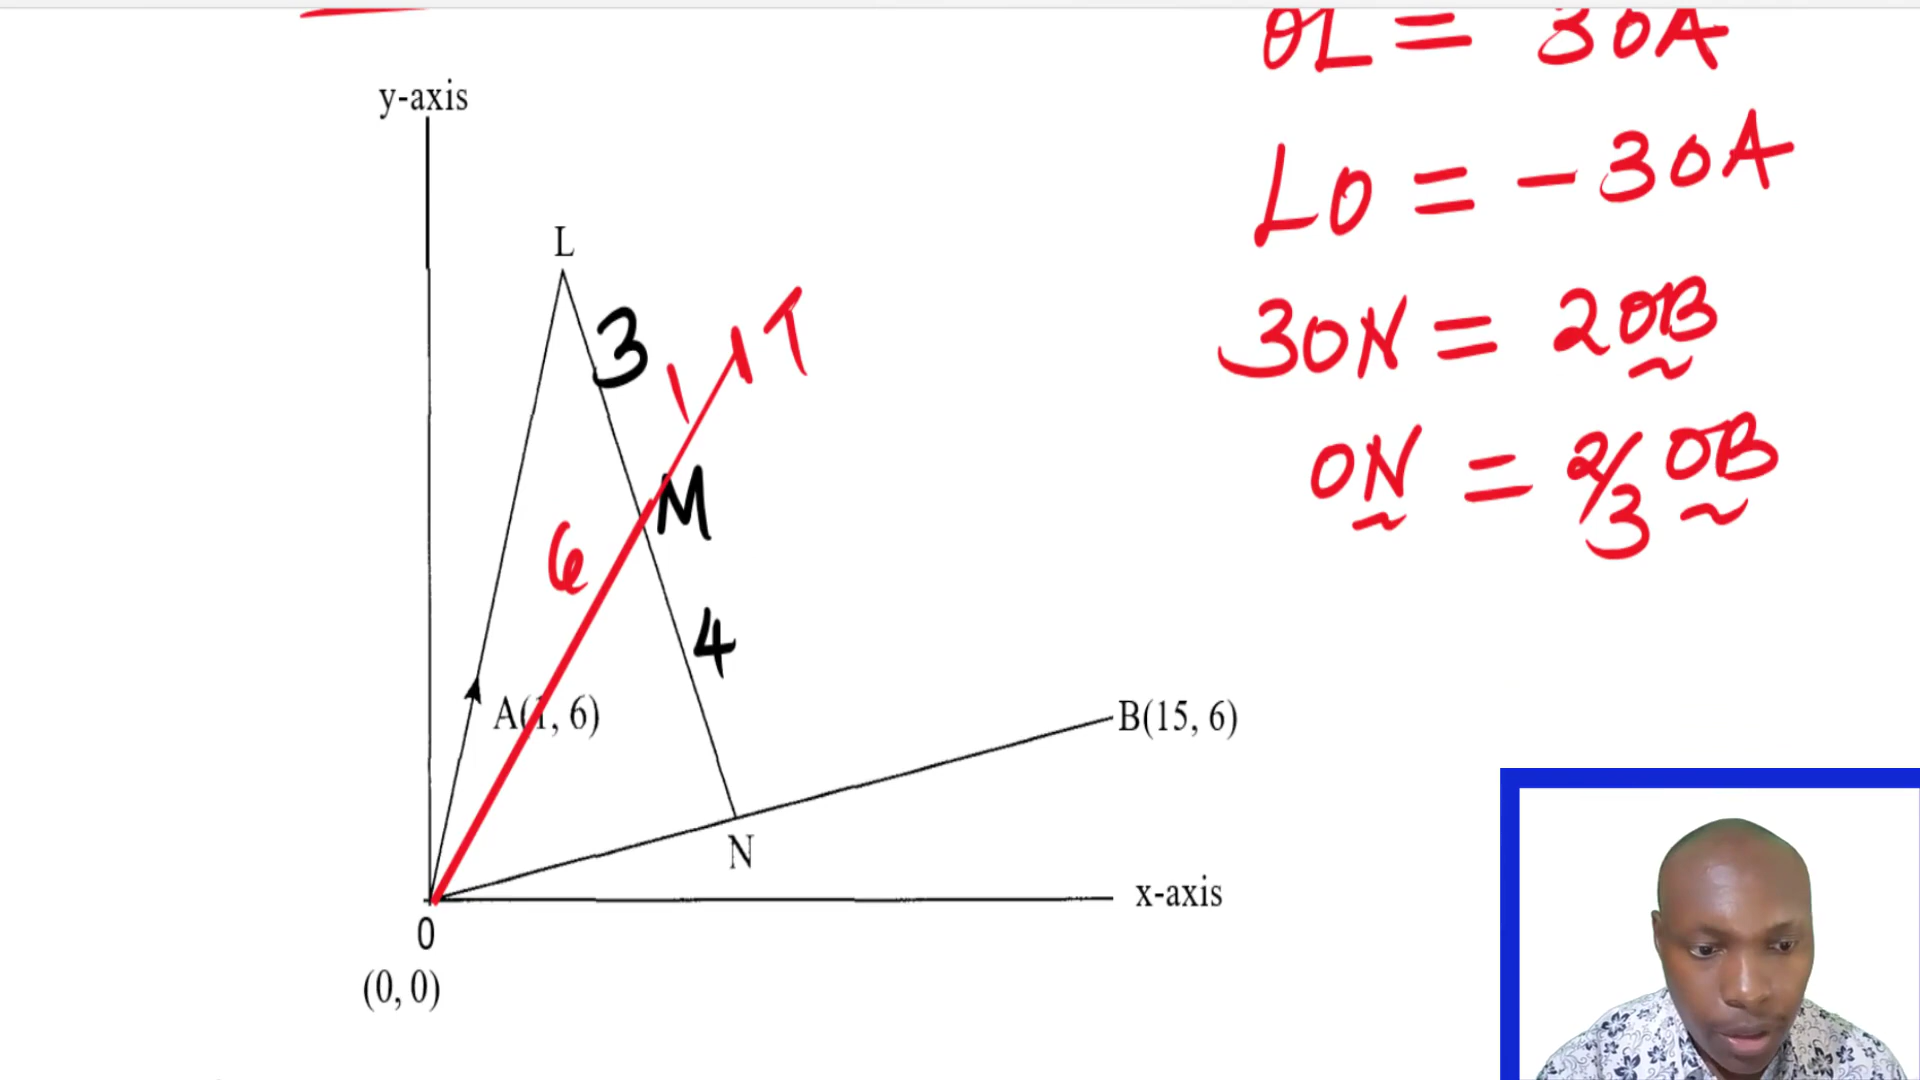 OL = 3OA
y-axis
LO = -3OA
L
3
1
T
3ON = 2OB
M
ON = 2/3 OB
6
4
A(1, 6)
B(15, 6)
N
x-axis
0
(0, 0)